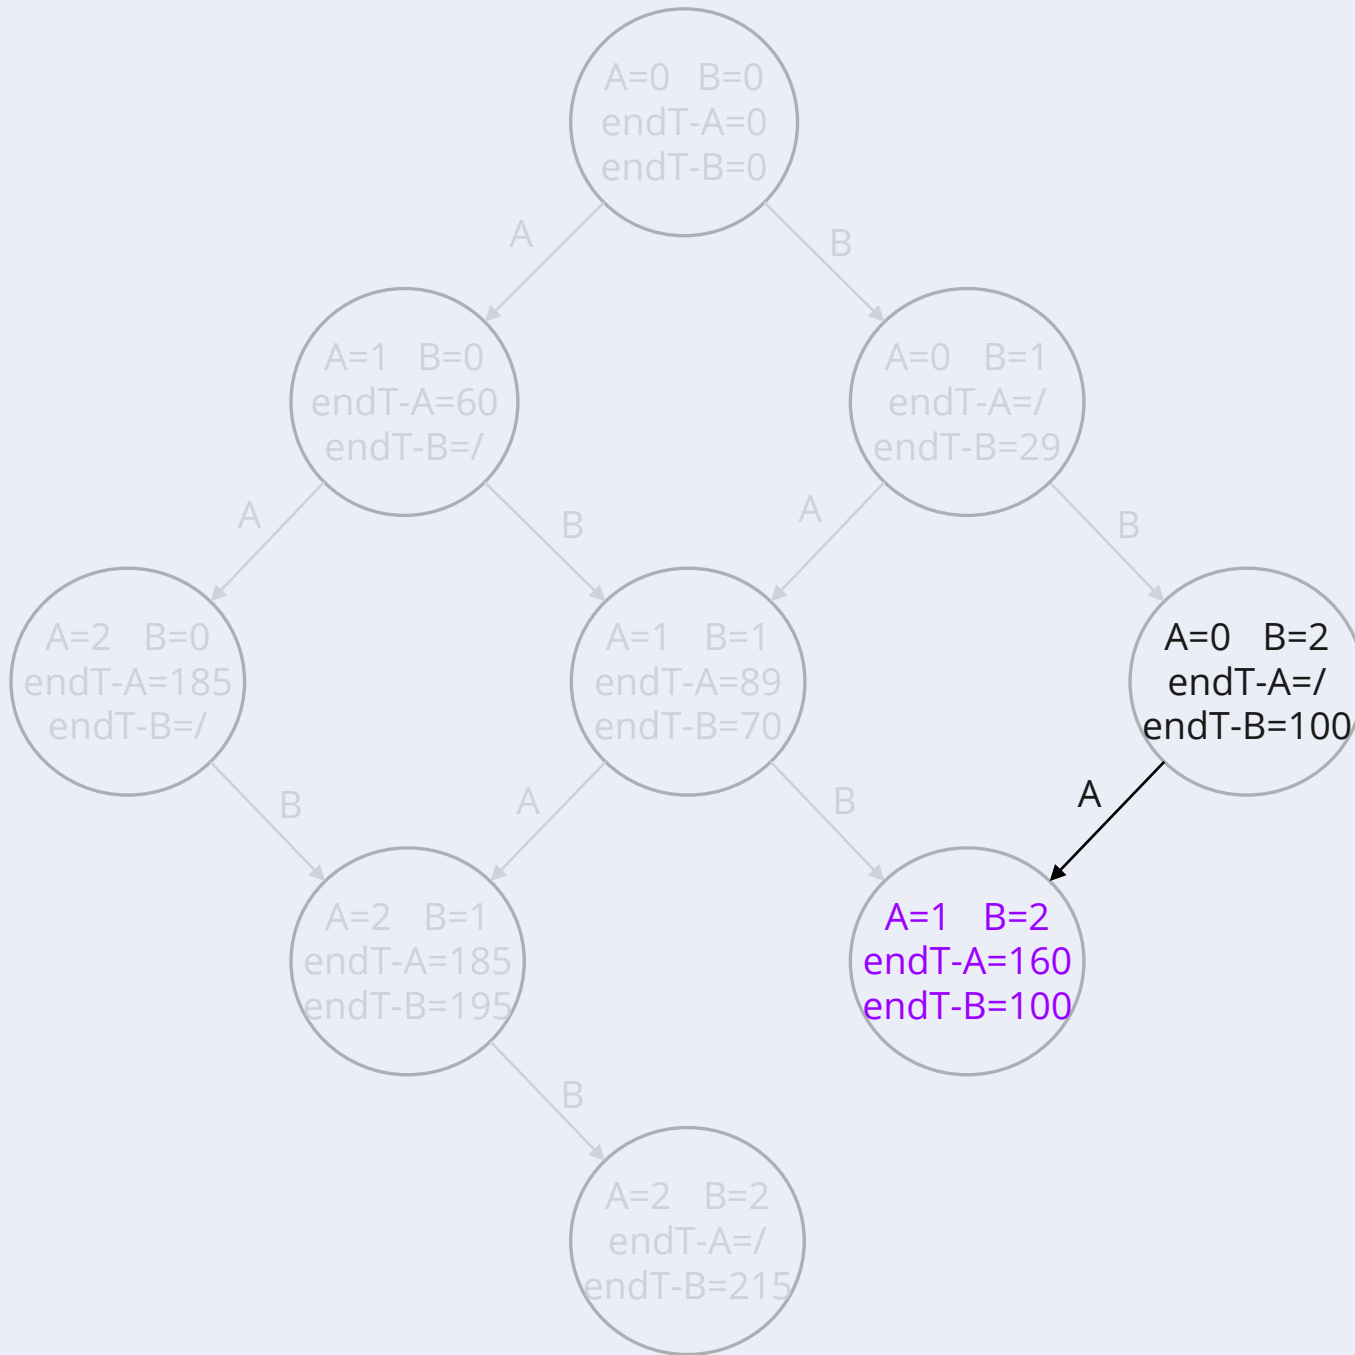 A=0 B=0
endT-A=0
endT-B=0
A
B
A=1 B=0
endT-A=60
endT-B=/
A=0 B=1
endT-A=/
endT-B=29
A
B
A
B
A=2 B=0
endT-A=185
endT-B=/
A=1 B=1
endT-A=89
endT-B=70
A=0 B=2
endT-A=/
endT-B=100
B
A
B
A
A=2 B=1
endT-A=185
endT-B=195
A=1 B=2
endT-A=160
endT-B=100
B
A=2 B=2
endT-A=/
endT-B=215